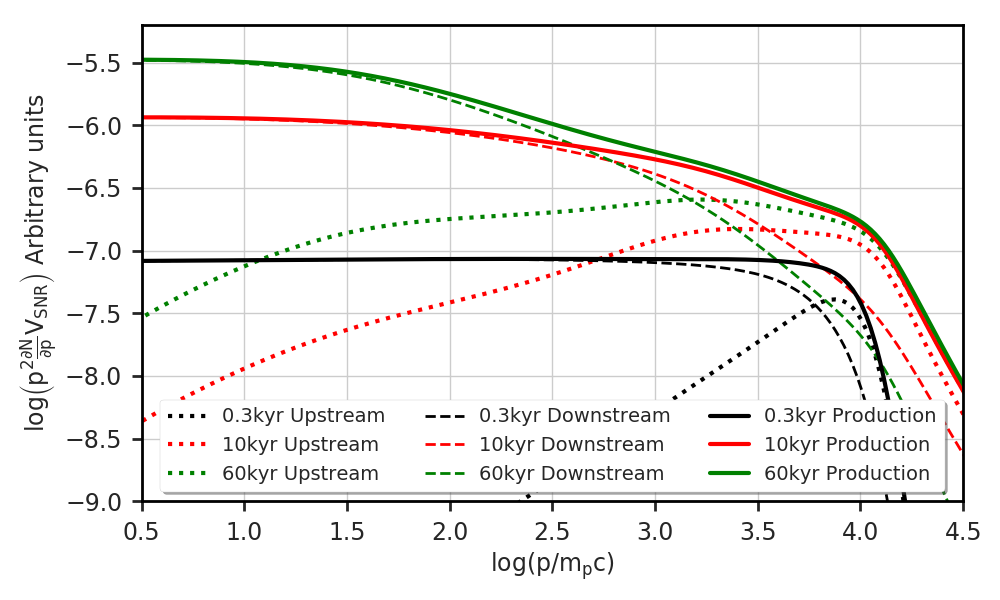 log(p² ∂N/∂p V_SNR) Arbitrary units
−5.5
−6.0
−6.5
−7.0
−7.5
−8.0
−8.5
−9.0
0.3kyr Upstream
10kyr Upstream
60kyr Upstream
0.3kyr Downstream
10kyr Downstream
60kyr Downstream
0.3kyr Production
10kyr Production
60kyr Production
0.5 1.0 1.5 2.0 2.5 3.0 3.5 4.0 4.5
log(p/m_pc)